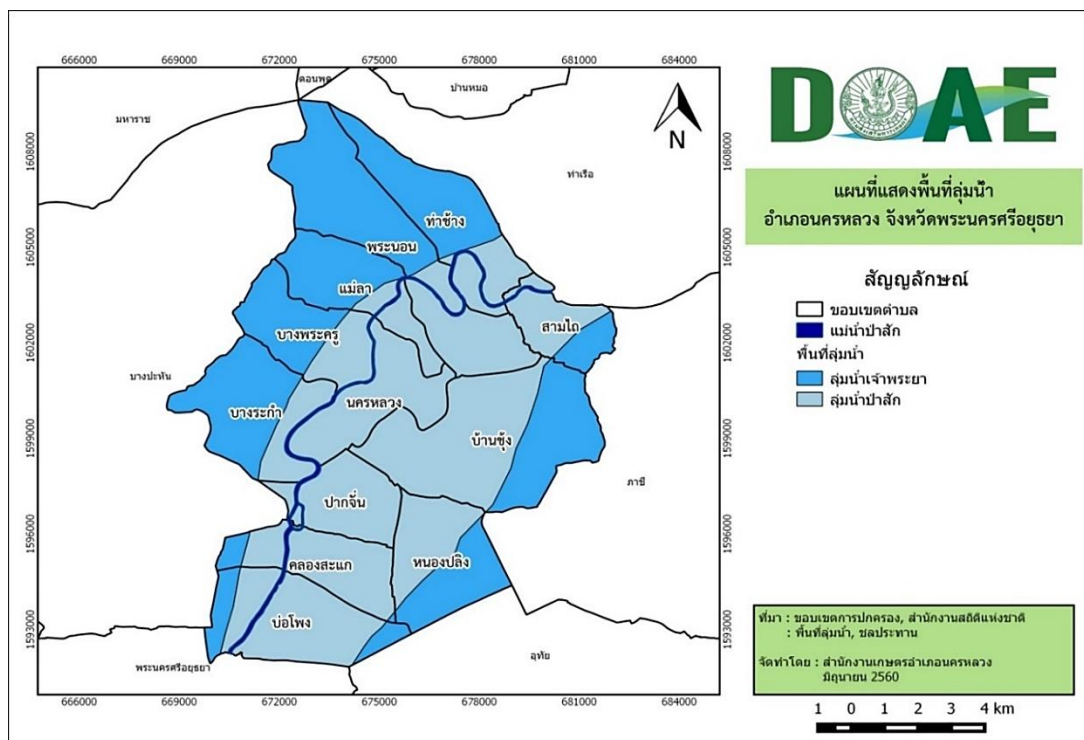 666000 669000 672000 675000 678000 681000 684000
ดอนพุด
บ้านหมอ
มหาราช
1608000 1608000
ท่าเรือ
ท่าช้าง
พระนอน
1605000 1605000
แม่ลา
สามไถ
บางพระครู
1602000 1602000
บางปะหัน
นครหลวง
บางระกำ
บ้านชุ้ง
1599000 1599000
ภาชี
ปากจั่น
1596000 1596000
คลองสะแก
หนองปลิง
บ่อโพง
1593000 1593000
พระนครศรีอยุธยา
อุทัย
666000 669000 672000 675000 678000 681000 684000
N
DOAE
แผนที่แสดงพื้นที่ลุ่มน้ำ
อำเภอนครหลวง จังหวัดพระนครศรีอยุธยา
สัญญลักษณ์
ขอบเขตตำบล
แม่น้ำป่าสัก
พื้นที่ลุ่มน้ำ
ลุ่มน้ำเจ้าพระยา
ลุ่มน้ำป่าสัก
ที่มา : ขอบเขตการปกครอง, สำนักงานสถิติแห่งชาติ
: พื้นที่ลุ่มน้ำ, ชลประทาน
จัดทำโดย : สำนักงานเกษตรอำเภอนครหลวง
มิถุนายน 2560
1 0 1 2 3 4 km